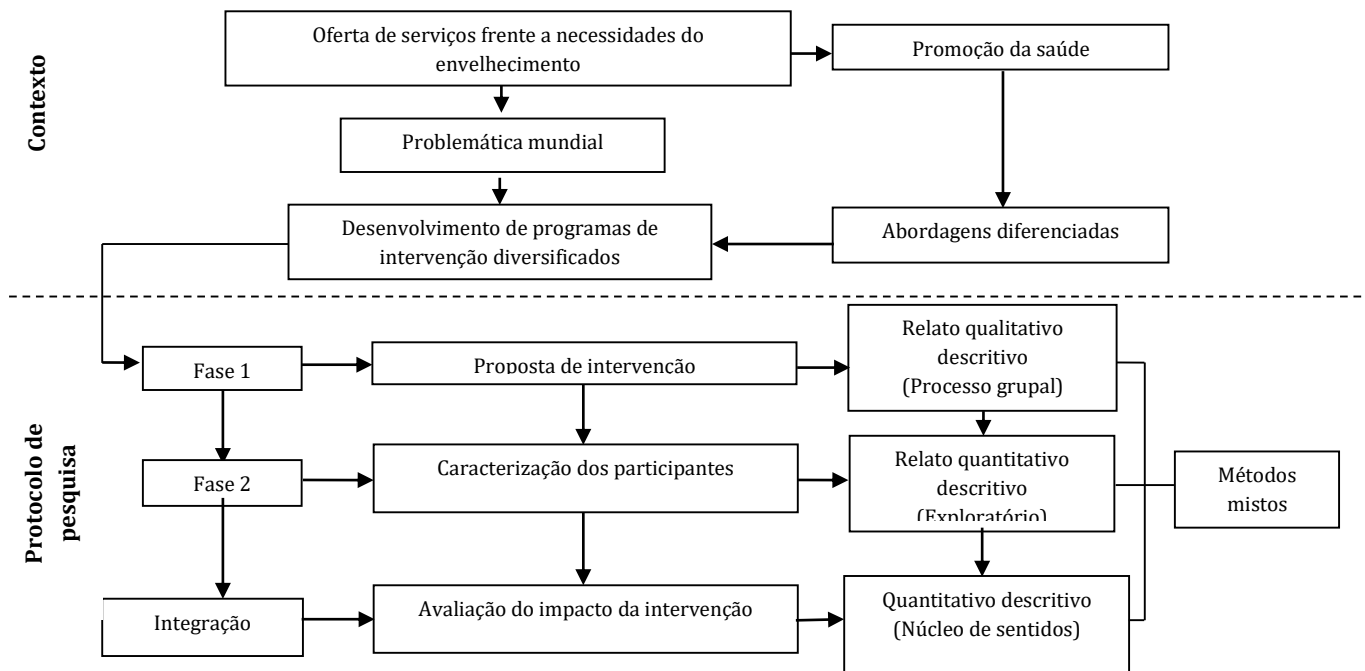 Contexto
Oferta de serviços frente a necessidades do
envelhecimento
Promoção da saúde
Problemática mundial
Desenvolvimento de programas de
intervenção diversificados
Abordagens diferenciadas
Protocolo de
pesquisa
Fase 1
Proposta de intervenção
Relato qualitativo
descritivo
(Processo grupal)
Fase 2
Caracterização dos participantes
Relato quantitativo
descritivo
(Exploratório)
Métodos
mistos
Integração
Avaliação do impacto da intervenção
Quantitativo descritivo
(Núcleo de sentidos)